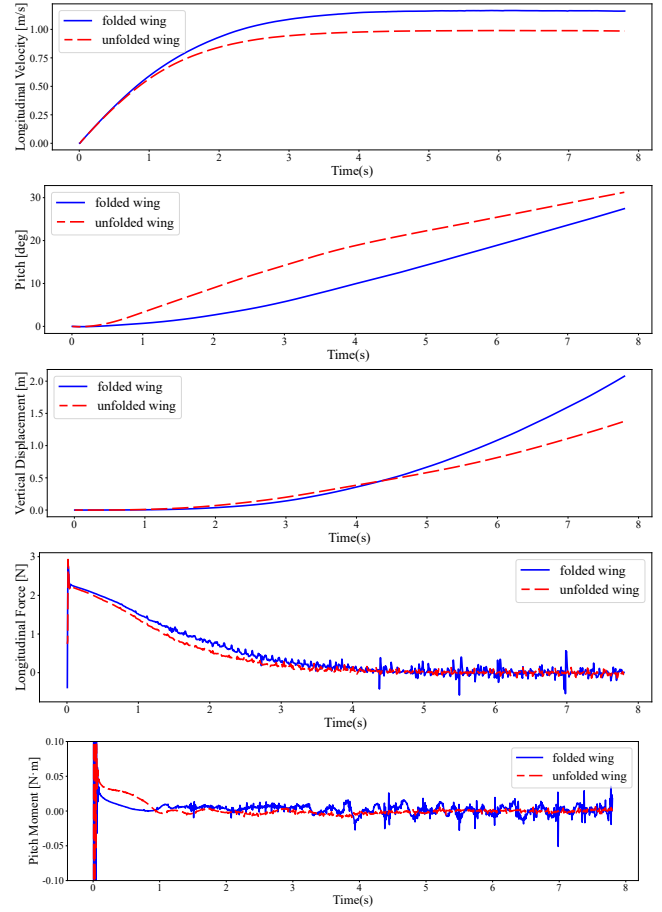 Longitudinal Velocity [m/s]
1.00
0.75
0.50
0.25
0.00
folded wing
unfolded wing
0 1 2 3 4 5 6 7 8
Time(s)
Pitch [deg]
30
20
10
0
folded wing
unfolded wing
0 1 2 3 4 5 6 7 8
Time(s)
Vertical Displacement [m]
2.0
1.5
1.0
0.5
0.0
folded wing
unfolded wing
0 1 2 3 4 5 6 7 8
Time(s)
Longitudinal Force [N]
3
2
1
0
folded wing
unfolded wing
0 1 2 3 4 5 6 7 8
Time(s)
Pitch Moment [N·m]
0.10
0.05
0.00
-0.05
-0.10
folded wing
unfolded wing
0 1 2 3 4 5 6 7 8
Time(s)